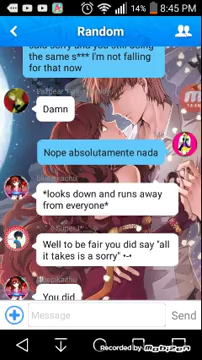 14% 8:45 PM
Random
said sorry and you still doing
the same s*** I'm not falling
for that now
Damn
Me
Nope absolutamente nada
*looks down and runs away
from everyone*
Well to be fair you did say "all
it takes is a sorry" •-•
You did
Message
Send
Recorded by